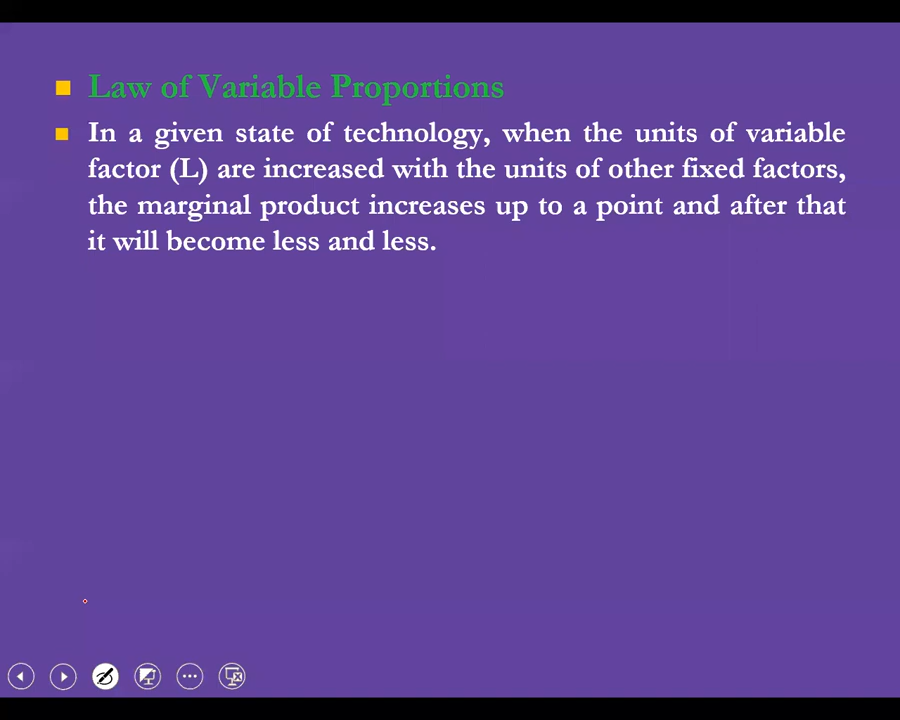 Law of Variable Proportions
In a given state of technology, when the units of variable
factor (L) are increased with the units of other fixed factors,
the marginal product increases up to a point and after that
it will become less and less.